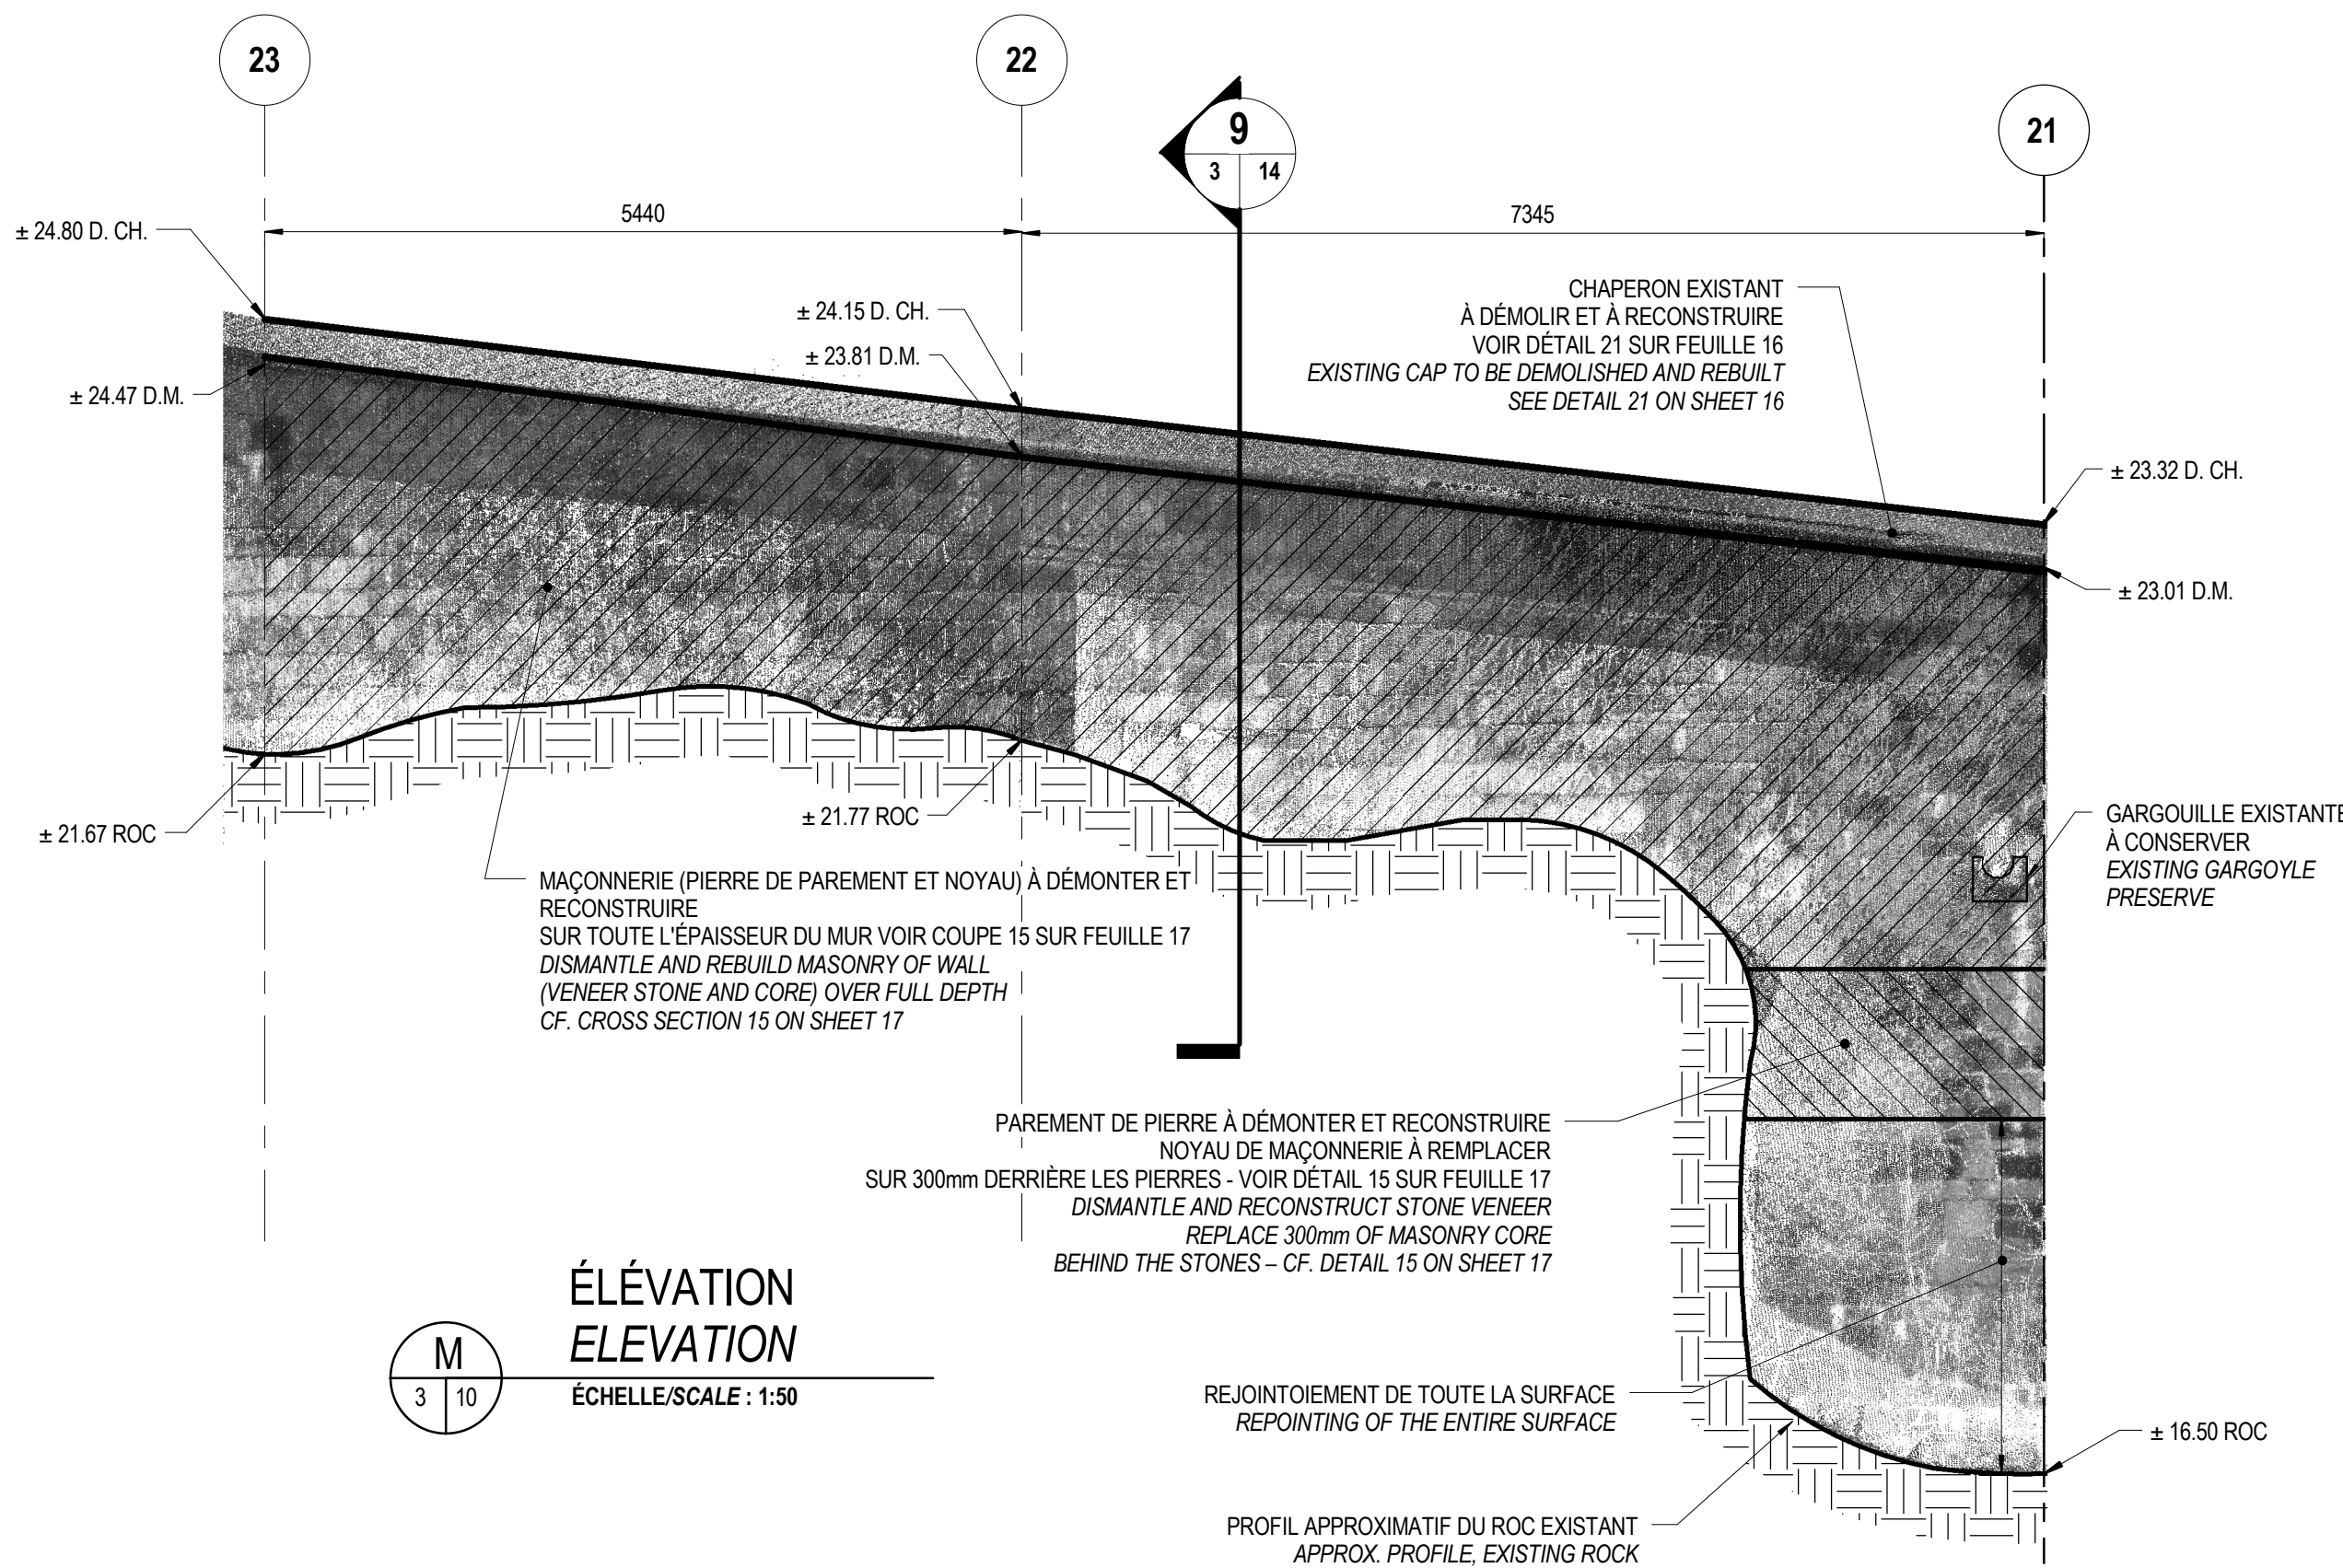 23
22
21
9
3 14
5440
7345
± 24.80 D. CH.
± 24.15 D. CH.
± 23.81 D.M.
± 24.47 D.M.
CHAPERON EXISTANT
À DÉMOLIR ET À RECONSTRUIRE
VOIR DÉTAIL 21 SUR FEUILLE 16
EXISTING CAP TO BE DEMOLISHED AND REBUILT
SEE DETAIL 21 ON SHEET 16
± 23.32 D. CH.
± 23.01 D.M.
± 21.67 ROC
± 21.77 ROC
GARGOUILLE EXISTANTE
À CONSERVER
EXISTING GARGOYLE
PRESERVE
MAÇONNERIE (PIERRE DE PAREMENT ET NOYAU) À DÉMONTER ET
RECONSTRUIRE
SUR TOUTE L'ÉPAISSEUR DU MUR VOIR COUPE 15 SUR FEUILLE 17
DISMANTLE AND REBUILD MASONRY OF WALL
(VENEER STONE AND CORE) OVER FULL DEPTH
CF. CROSS SECTION 15 ON SHEET 17
PAREMENT DE PIERRE À DÉMONTER ET RECONSTRUIRE
NOYAU DE MAÇONNERIE À REMPLACER
SUR 300mm DERRIÈRE LES PIERRES - VOIR DÉTAIL 15 SUR FEUILLE 17
DISMANTLE AND RECONSTRUCT STONE VENEER
REPLACE 300mm OF MASONRY CORE
BEHIND THE STONES – CF. DETAIL 15 ON SHEET 17
ÉLÉVATION
ELEVATION
M
3 10
ÉCHELLE/SCALE : 1:50
REJOINTOIEMENT DE TOUTE LA SURFACE
REPOINTING OF THE ENTIRE SURFACE
± 16.50 ROC
PROFIL APPROXIMATIF DU ROC EXISTANT
APPROX. PROFILE, EXISTING ROCK